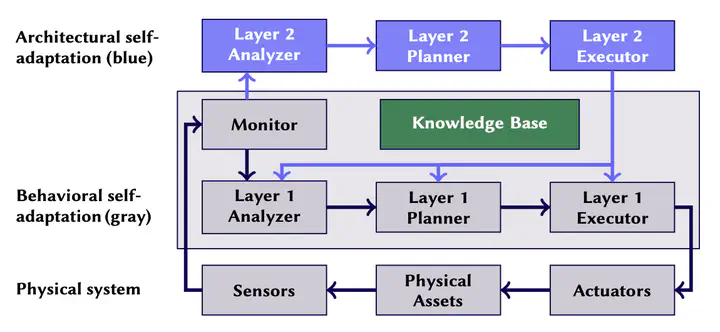 Architectural self-
adaptation (blue)
Layer 2
Analyzer
Layer 2
Planner
Layer 2
Executor
Monitor
Knowledge Base
Behavioral self-
adaptation (gray)
Layer 1
Analyzer
Layer 1
Planner
Layer 1
Executor
Physical system
Sensors
Physical
Assets
Actuators